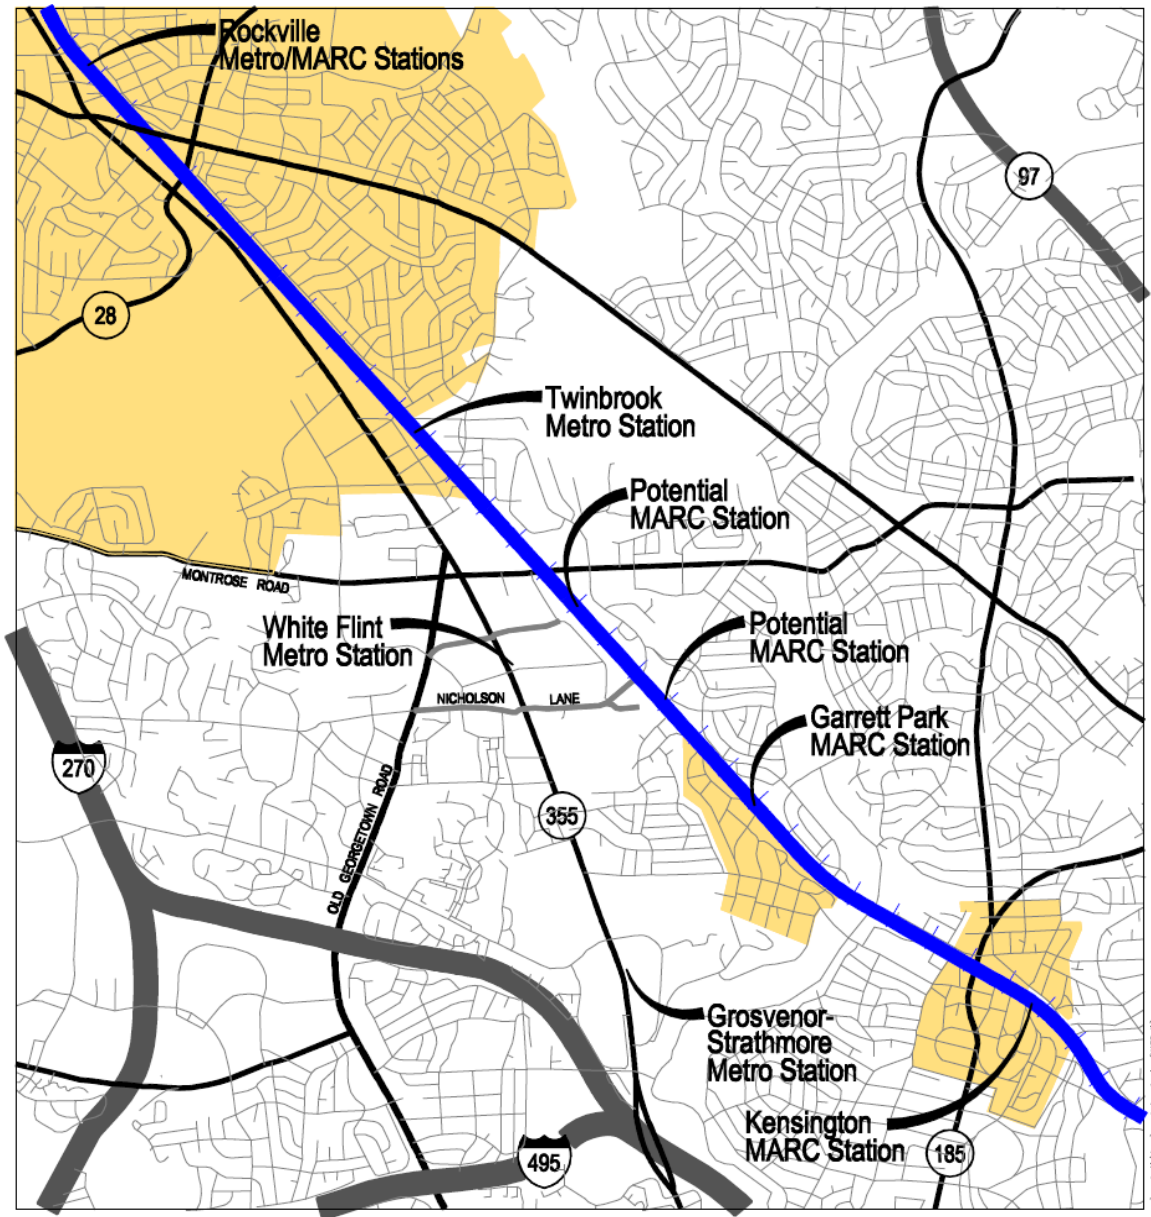 Rockville
Metro/MARC Stations
97
28
Twinbrook
Metro Station
Potential
MARC Station
MONTROSE ROAD
White Flint
Metro Station
Potential
MARC Station
NICHOLSON LANE
Garrett Park
MARC Station
270
355
OLD GEORGETOWN ROAD
Grosvenor-
Strathmore
Metro Station
Kensington
MARC Station
185
495